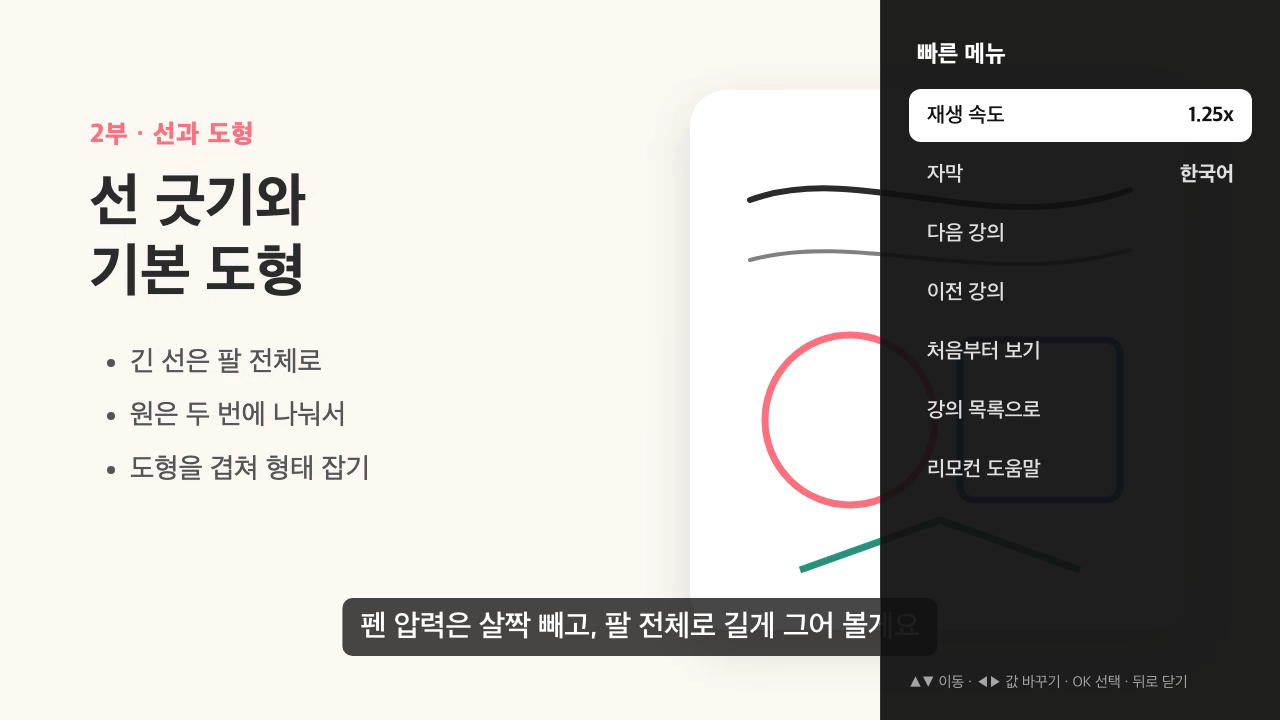 2부 · 선과 도형
선 긋기와
기본 도형
• 긴 선은 팔 전체로
• 원은 두 번에 나눠서
• 도형을 겹쳐 형태 잡기
펜 압력은 살짝 빼고, 팔 전체로 길게 그어 볼게요
빠른 메뉴
재생 속도 1.25x
자막 한국어
다음 강의
이전 강의
처음부터 보기
강의 목록으로
리모컨 도움말
▲▼ 이동 · ◀▶ 값 바꾸기 · OK 선택 · 뒤로 닫기